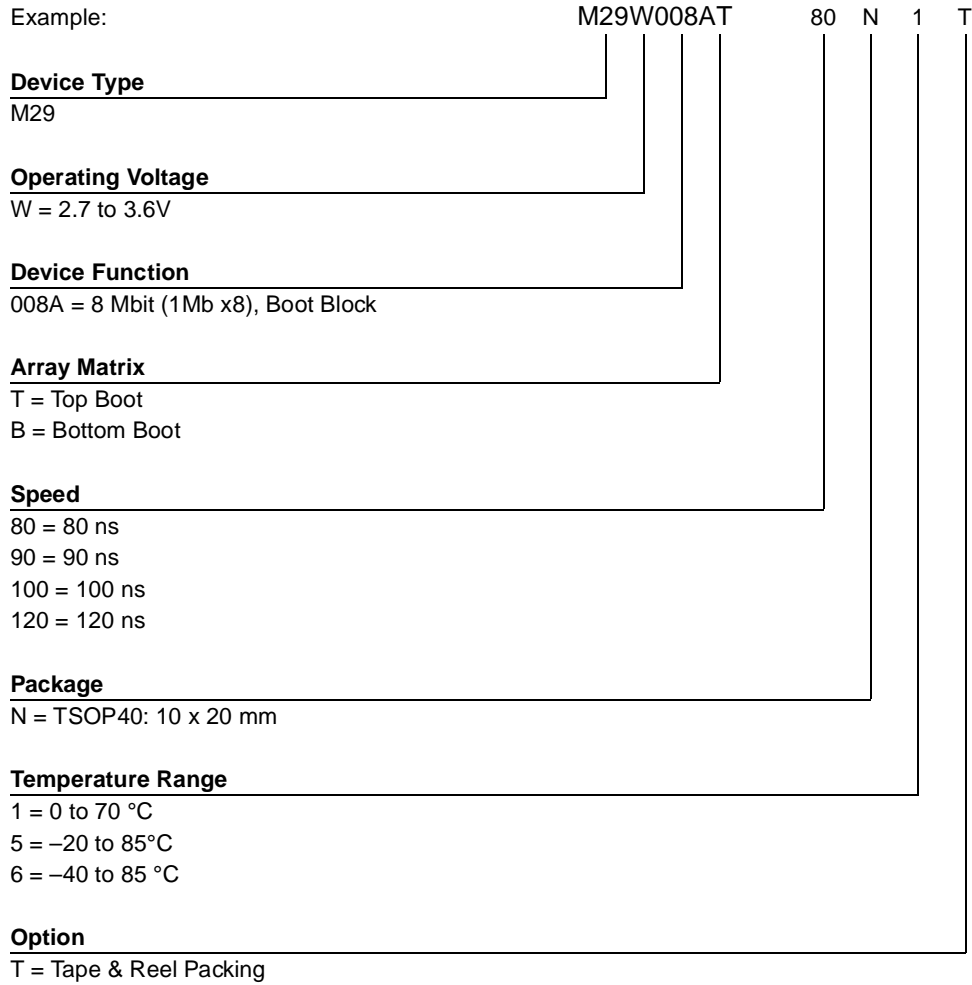 Example: M29W008AT 80 N 1 T
Device Type
M29
Operating Voltage
W = 2.7 to 3.6V
Device Function
008A = 8 Mbit (1Mb x8), Boot Block
Array Matrix
T = Top Boot
B = Bottom Boot
Speed
80 = 80 ns
90 = 90 ns
100 = 100 ns
120 = 120 ns
Package
N = TSOP40: 10 x 20 mm
Temperature Range
1 = 0 to 70 °C
5 = –20 to 85°C
6 = –40 to 85 °C
Option
T = Tape & Reel Packing